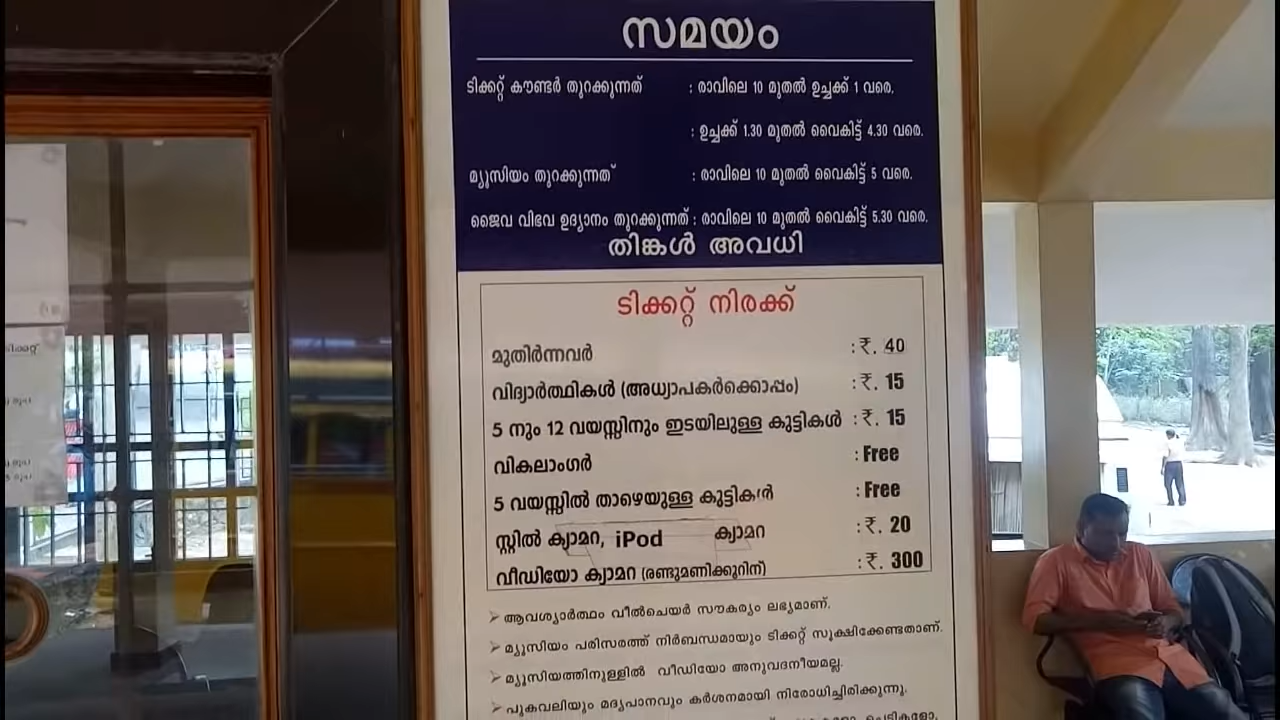 സമയം
ടിക്കറ്റ് കൗണ്ടർ തുറക്കുന്നത് : രാവിലെ 10 മുതൽ ഉച്ചക്ക് 1 വരെ.
: ഉച്ചക്ക് 1.30 മുതൽ വൈകിട്ട് 4.30 വരെ.
മ്യൂസിയം തുറക്കുന്നത് : രാവിലെ 10 മുതൽ വൈകിട്ട് 5 വരെ.
ജൈവ വിഭവ ഉദ്യാനം തുറക്കുന്നത് : രാവിലെ 10 മുതൽ വൈകിട്ട് 5.30 വരെ.
തിങ്കൾ അവധി
ടിക്കറ്റ് നിരക്ക്
മുതിർന്നവർ :₹. 40
വിദ്യാർത്ഥികൾ (അധ്യാപകർക്കൊപ്പം) :₹. 15
5 നും 12 വയസ്സിനും ഇടയിലുള്ള കുട്ടികൾ :₹. 15
വികലാംഗർ : Free
5 വയസ്സിൽ താഴെയുള്ള കുട്ടികൾ : Free
സ്റ്റിൽ ക്യാമറ, iPod ക്യാമറ :₹. 20
വീഡിയോ ക്യാമറ (രണ്ടുമണിക്കൂറിന്) :₹. 300
➢ ആവശ്യാർത്ഥം വീൽചെയർ സൗകര്യം ലഭ്യമാണ്.
➢ മ്യൂസിയം പരിസരത്ത് നിർബന്ധമായും ടിക്കറ്റ് സൂക്ഷിക്കേണ്ടതാണ്.
➢ മ്യൂസിയത്തിനുള്ളിൽ വീഡിയോ അനുവദനീയമല്ല.
➢ പുകവലിയും മദ്യപാനവും കർശനമായി നിരോധിച്ചിരിക്കുന്നു.